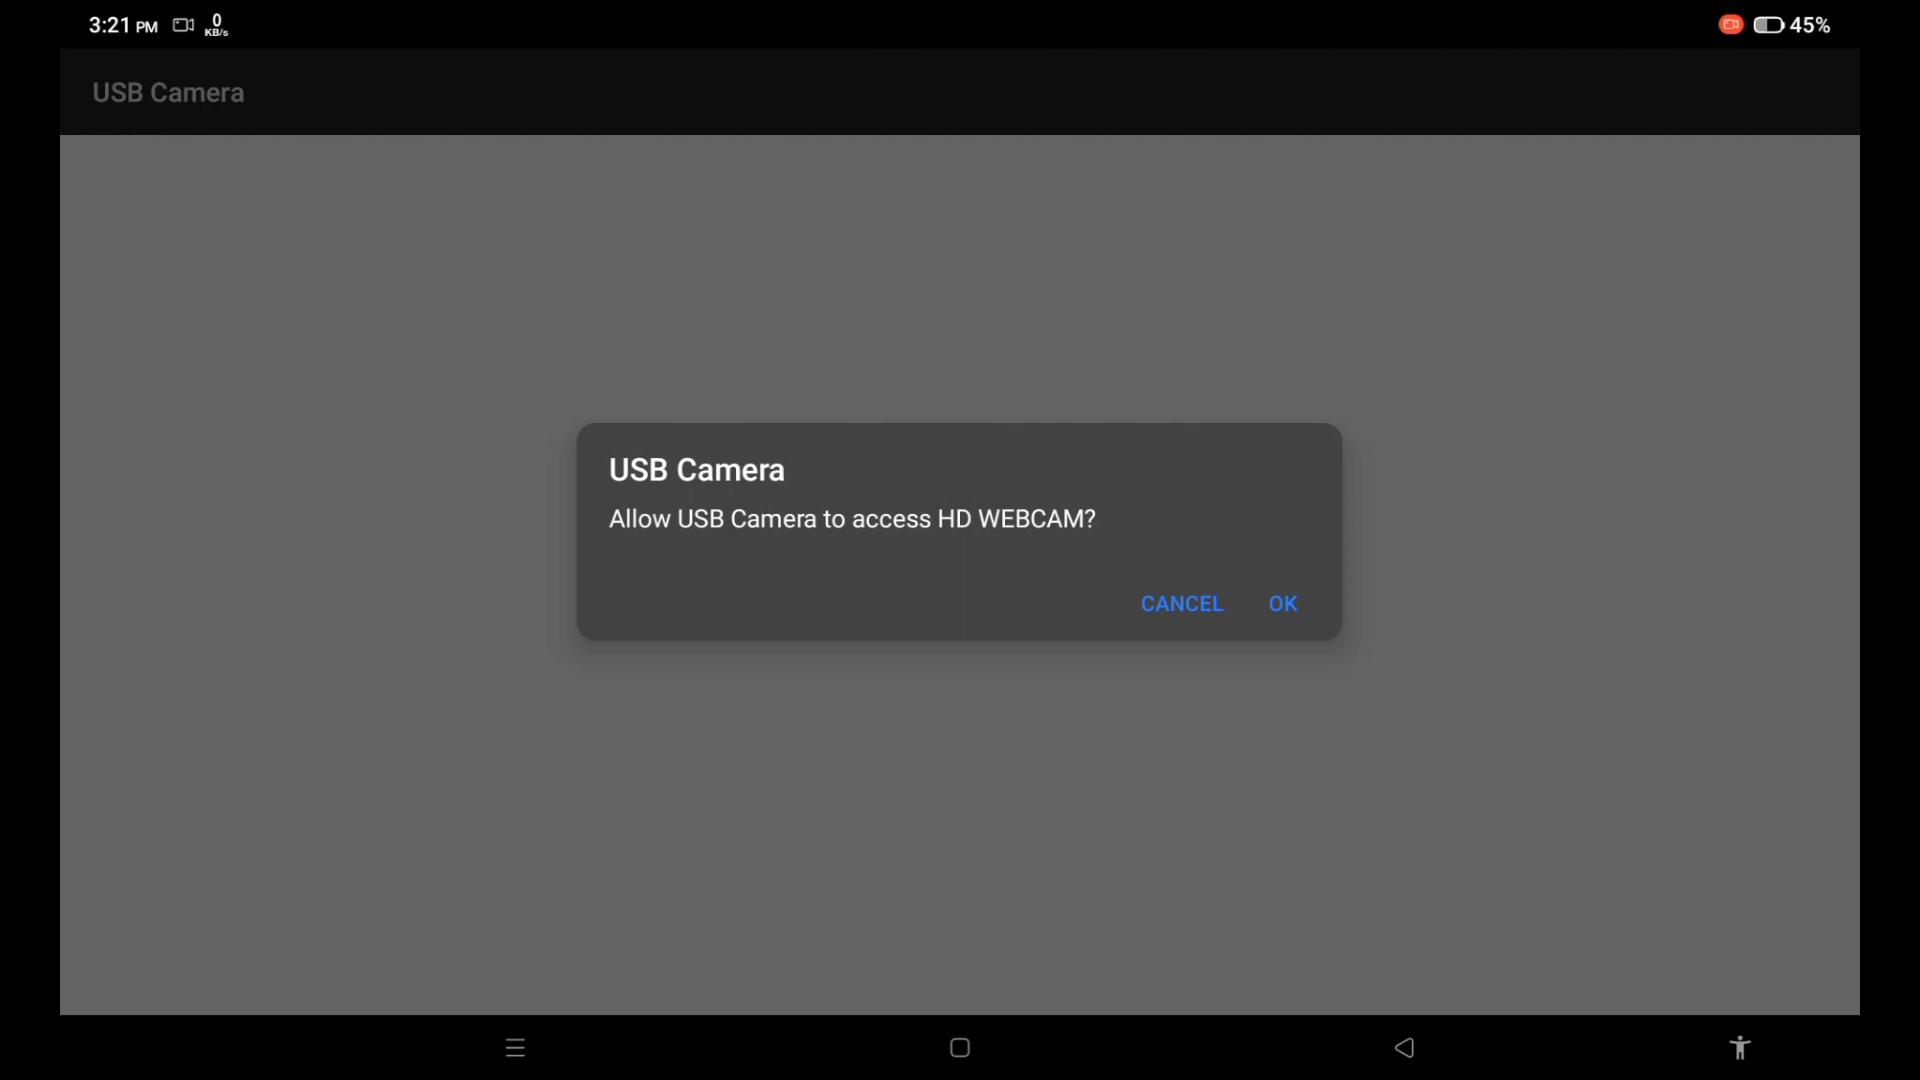 3:21 PM 0 KB/s 45%
USB Camera
USB Camera
Allow USB Camera to access HD WEBCAM?
CANCEL OK